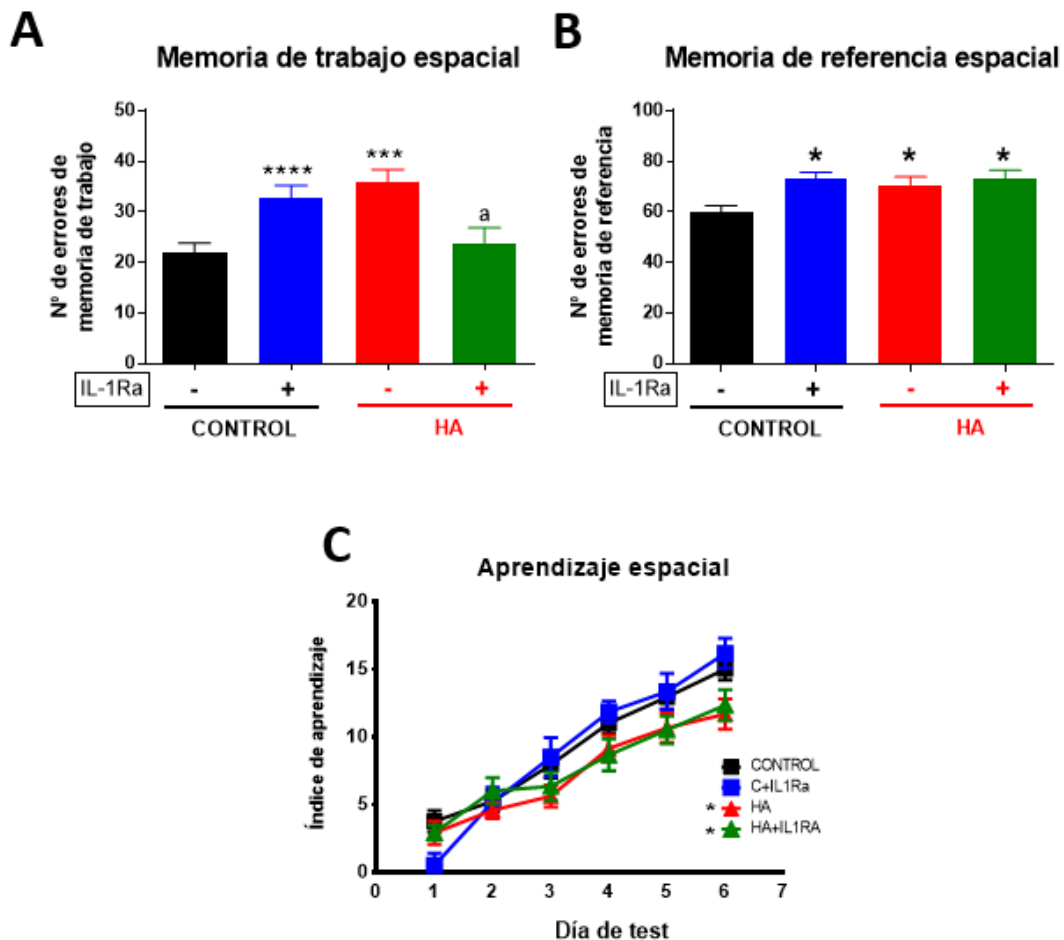 A
Memoria de trabajo espacial
Nº de errores de
memoria de trabajo
50
40
30
20
10
0
****
***
a
IL-1Ra
- + - +
CONTROL HA
B
Memoria de referencia espacial
Nº de errores de
memoria de referencia
100
80
60
40
20
0
* * *
IL-1Ra
- + - +
CONTROL HA
C
Aprendizaje espacial
Índice de aprendizaje
20
15
10
5
0
0 1 2 3 4 5 6 7
Día de test
CONTROL
C+IL1Ra
* HA
* HA+IL1RA